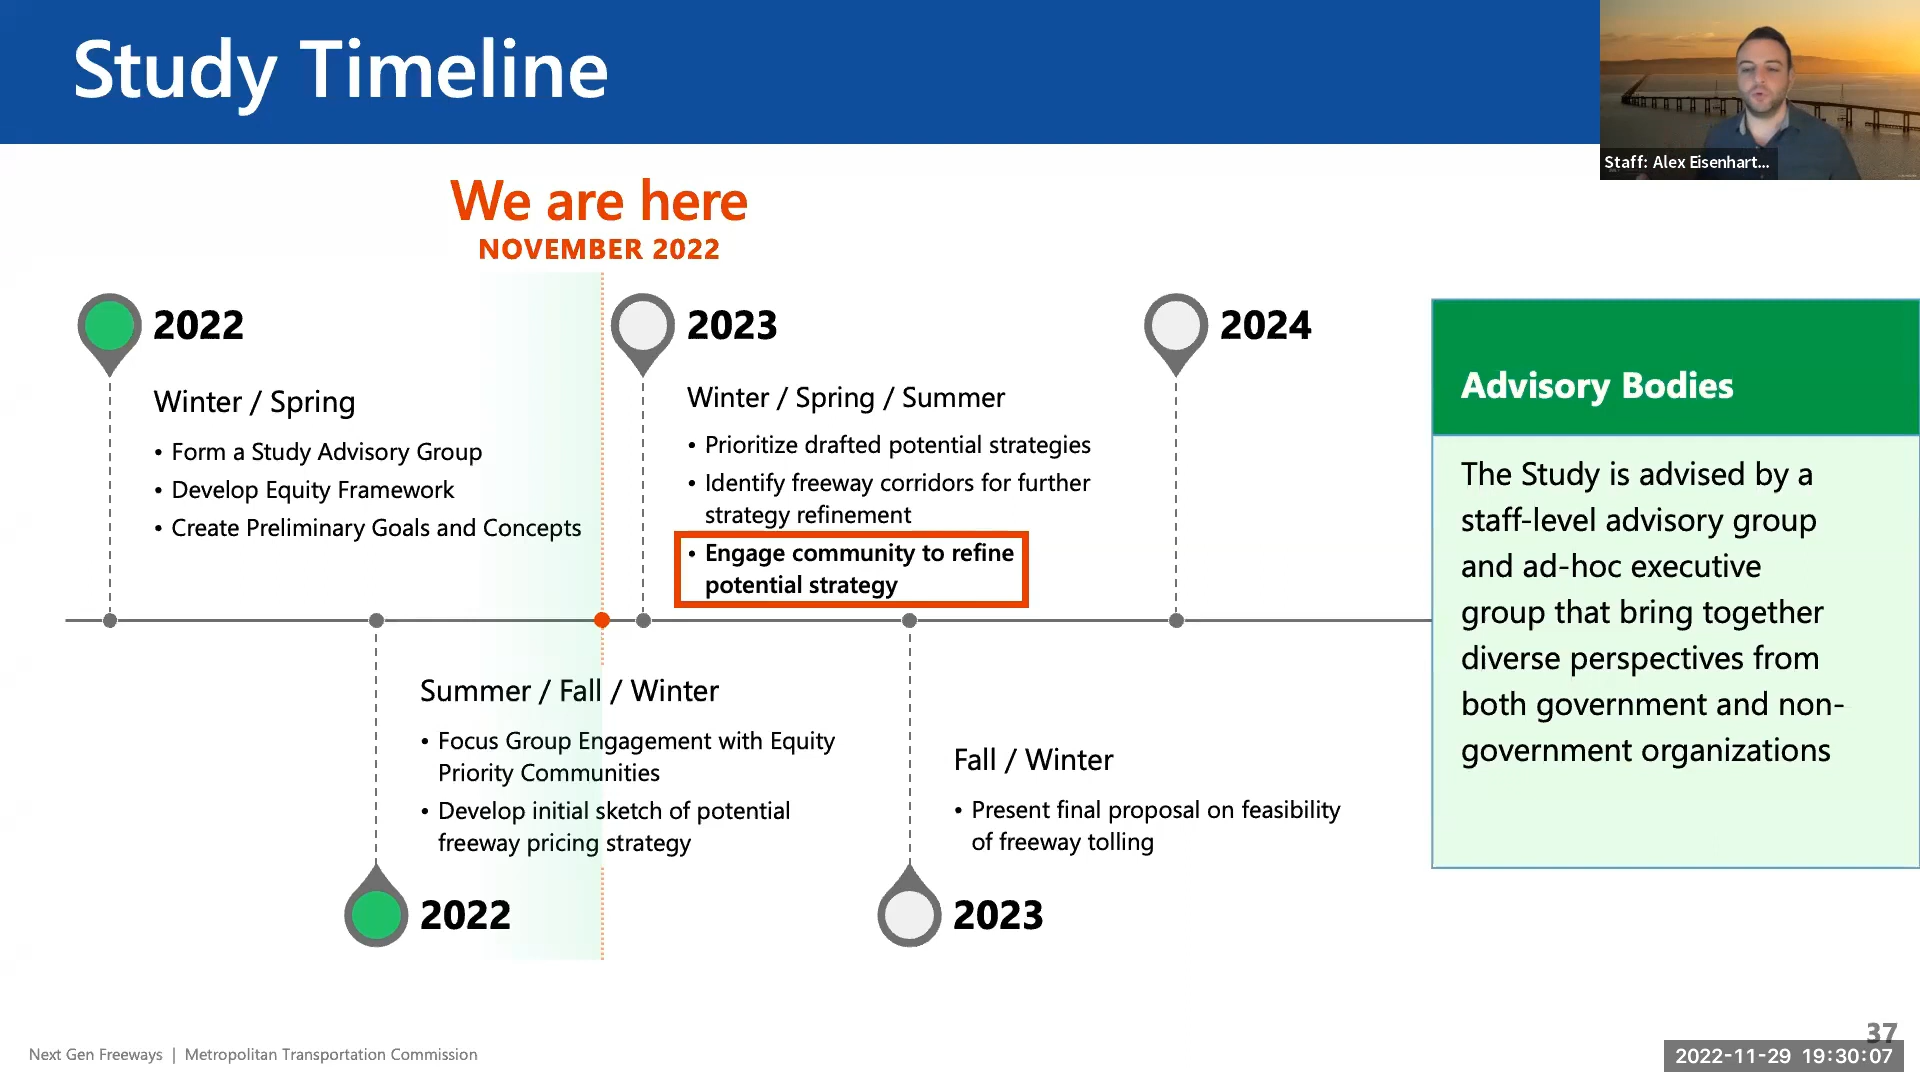 Study Timeline
Staff: Alex Eisenhart...
We are here
NOVEMBER 2022
2022
Winter / Spring
• Form a Study Advisory Group
• Develop Equity Framework
• Create Preliminary Goals and Concepts
2023
Winter / Spring / Summer
• Prioritize drafted potential strategies
• Identify freeway corridors for further
strategy refinement
• Engage community to refine
potential strategy
2024
Summer / Fall / Winter
• Focus Group Engagement with Equity
Priority Communities
• Develop initial sketch of potential
freeway pricing strategy
2022
Fall / Winter
• Present final proposal on feasibility
of freeway tolling
2023
Advisory Bodies
The Study is advised by a
staff-level advisory group
and ad-hoc executive
group that bring together
diverse perspectives from
both government and non-
government organizations
Next Gen Freeways | Metropolitan Transportation Commission
37
2022-11-29 19:30:07